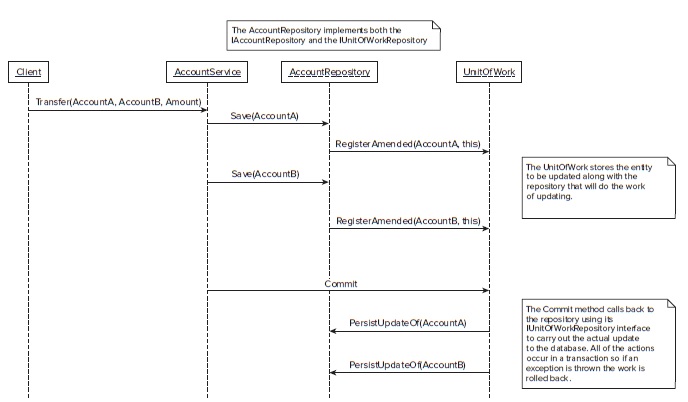 The AccountRepository implements both the
IAccountRepository and the IUnitOfWorkRepository
Client
AccountService
AccountRepository
UnitOfWork
Transfer(AccountA, AccountB, Amount)
Save(AccountA)
RegisterAmended(AccountA, this)
The UnitOfWork stores the entity
to be updated along with the
repository that will do the work
of updating.
Save(AccountB)
RegisterAmended(AccountB, this)
Commit
The Commit method calls back to
the repository using its
IUnitOfWorkRepository interface
to carry out the actual update
to the database. All of the actions
occur in a transaction so if an
exception is thrown the work is
rolled back.
PersistUpdateOf(AccountA)
PersistUpdateOf(AccountB)